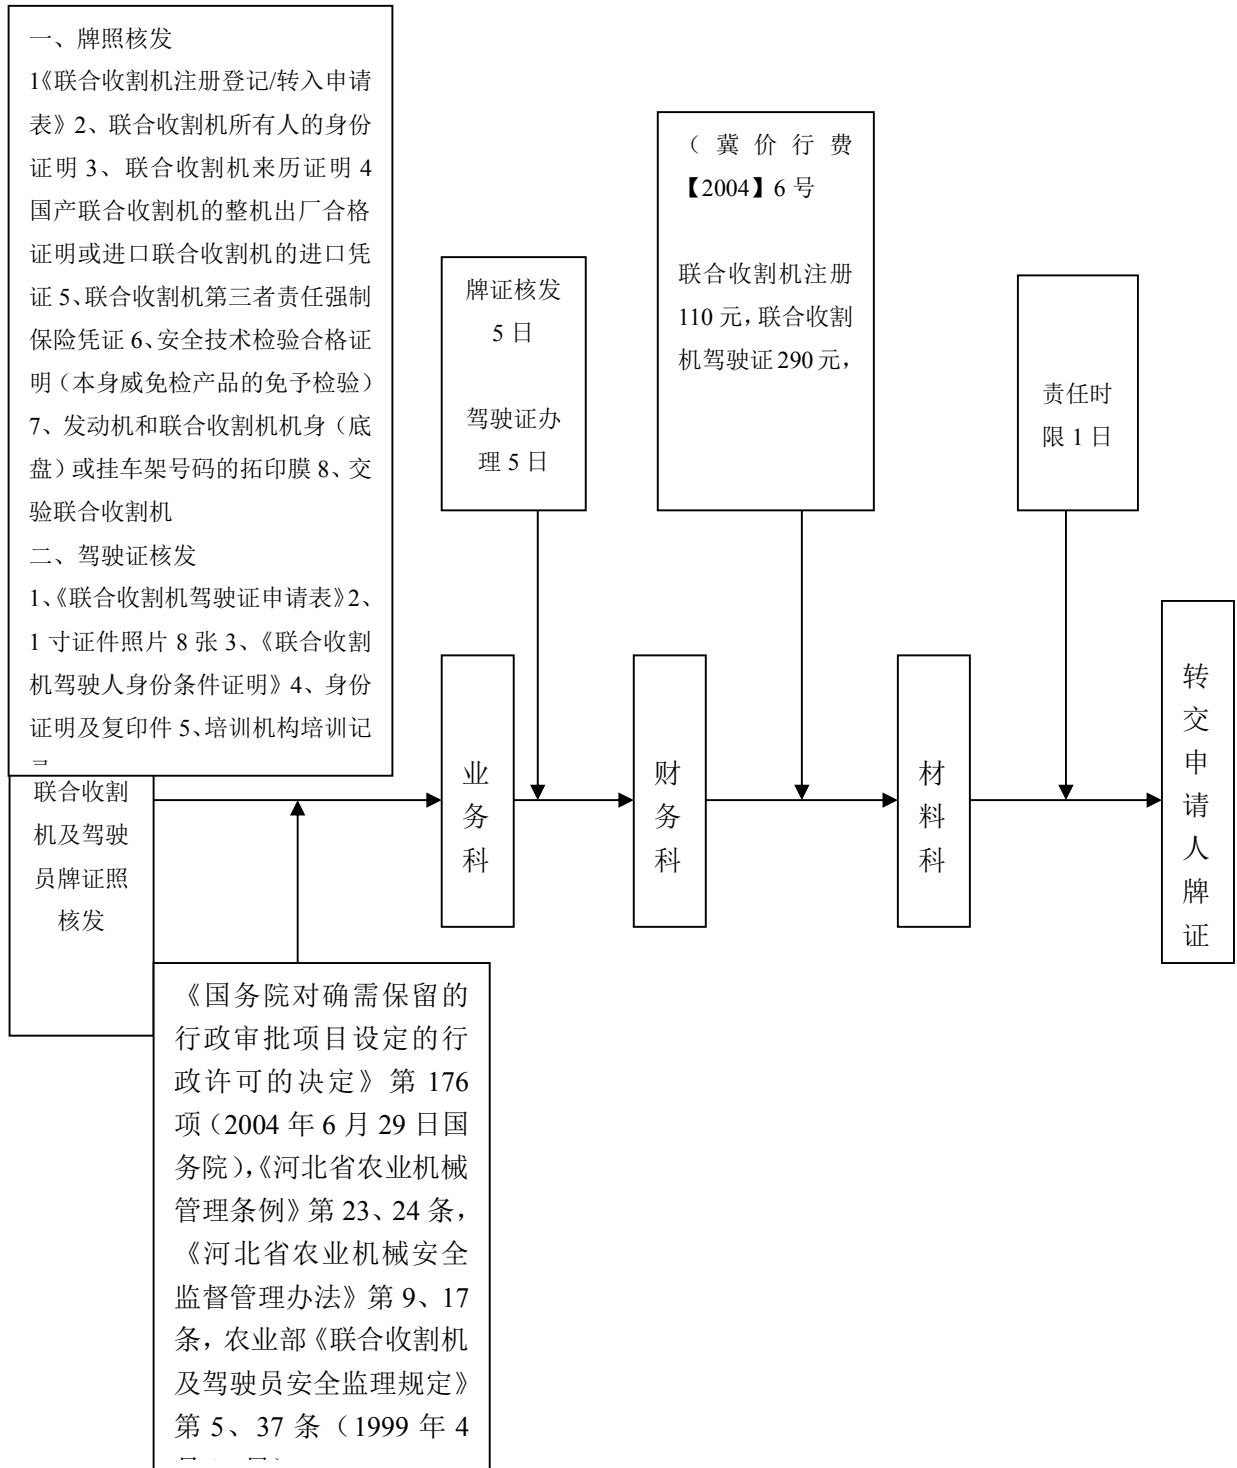 一、牌照核发
1《联合收割机注册登记/转入申请
表》2、联合收割机所有人的身份
证明 3、联合收割机来历证明 4
国产联合收割机的整机出厂合格
证明或进口联合收割机的进口凭
证 5、联合收割机第三者责任强制
保险凭证 6、安全技术检验合格证
明（本身威免检产品的免予检验）
7、发动机和联合收割机机身（底
盘）或挂车架号码的拓印膜 8、交
验联合收割机
二、驾驶证核发
1、《联合收割机驾驶证申请表》2、
1 寸证件照片 8 张 3、《联合收割
机驾驶人身份条件证明》4、身份
证明及复印件 5、培训机构培训记
联合收割
机及驾驶
员牌证照
核发
《国务院对确需保留的
行政审批项目设定的行
政许可的决定》第 176
项（2004 年 6 月 29 日国
务院），《河北省农业机械
管理条例》第 23、24 条，
《河北省农业机械安全
监督管理办法》第 9、17
条，农业部《联合收割机
及驾驶员安全监理规定》
第 5、37 条（1999 年 4
业务科
牌证核发
5 日
驾驶证办
理 5 日
财务科
（冀价行费
【2004】6 号
联合收割机注册
110 元，联合收割
机驾驶证 290 元，
材料科
责任时
限 1 日
转交申请人牌证